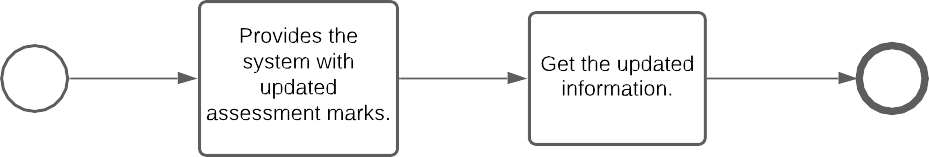 Provides the
system with
updated
assessment marks.
Get the updated
information.